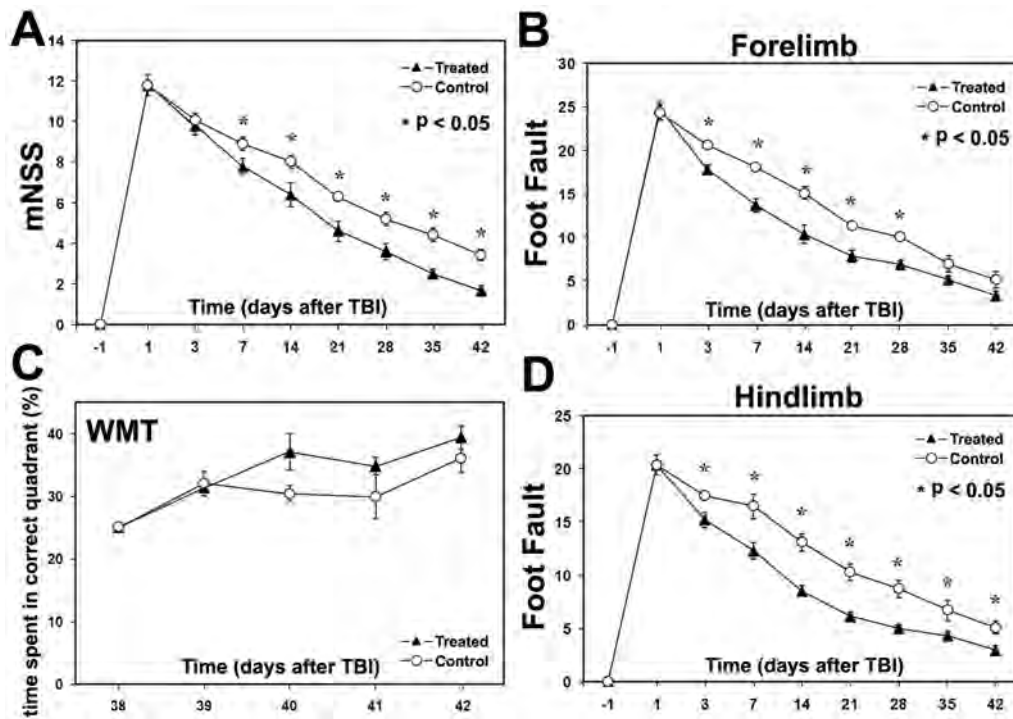 A
mNSS
14
12
10
8
6
4
2
0
Treated
Control
* p < 0.05
* * * * * *
Time (days after TBI)
-1 1 3 7 14 21 28 35 42
B
Forelimb
Foot Fault
30
25
20
15
10
5
0
Treated
Control
* p < 0.05
* * * * *
Time (days after TBI)
-1 1 3 7 14 21 28 35 42
C
WMT
time spent in correct quadrant (%)
40
30
20
10
0
Treated
Control
Time (days after TBI)
38 39 40 41 42
D
Hindlimb
Foot Fault
25
20
15
10
5
0
Treated
Control
* p < 0.05
* * * * * * *
Time (days after TBI)
-1 1 3 7 14 21 28 35 42